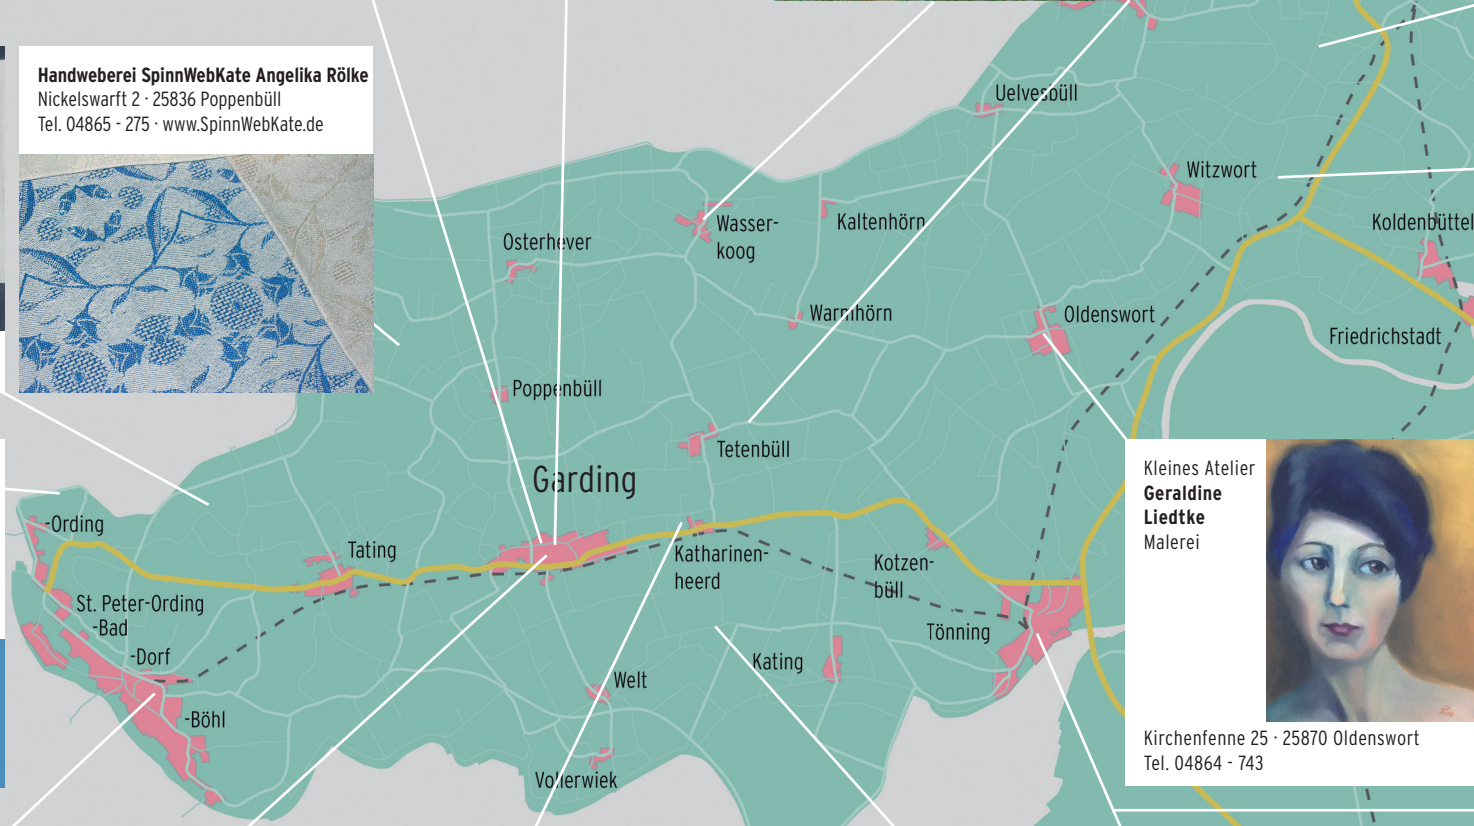 Handweberei SpinnWebKate Angelika Rölke
Nickelswarft 2 · 25836 Poppenbüll
Tel. 04865 - 275 · www.SpinnWebKate.de
Uelvesbüll
Witzwort
Wasser-
koog
Kaltenhörn
Koldenbüttel
Osterhever
Warmhörn
Oldenswort
Friedrichstadt
Poppenbüll
Tetenbüll
Garding
-Ording
Tating
Katharinen-
heerd
Kotzen-
büll
St. Peter-Ording
-Bad
-Dorf
-Böhl
Tönning
Kating
Welt
Vollerwiek
Kleines Atelier
Geraldine
Liedtke
Malerei
Kirchenfenne 25 · 25870 Oldenswort
Tel. 04864 - 743